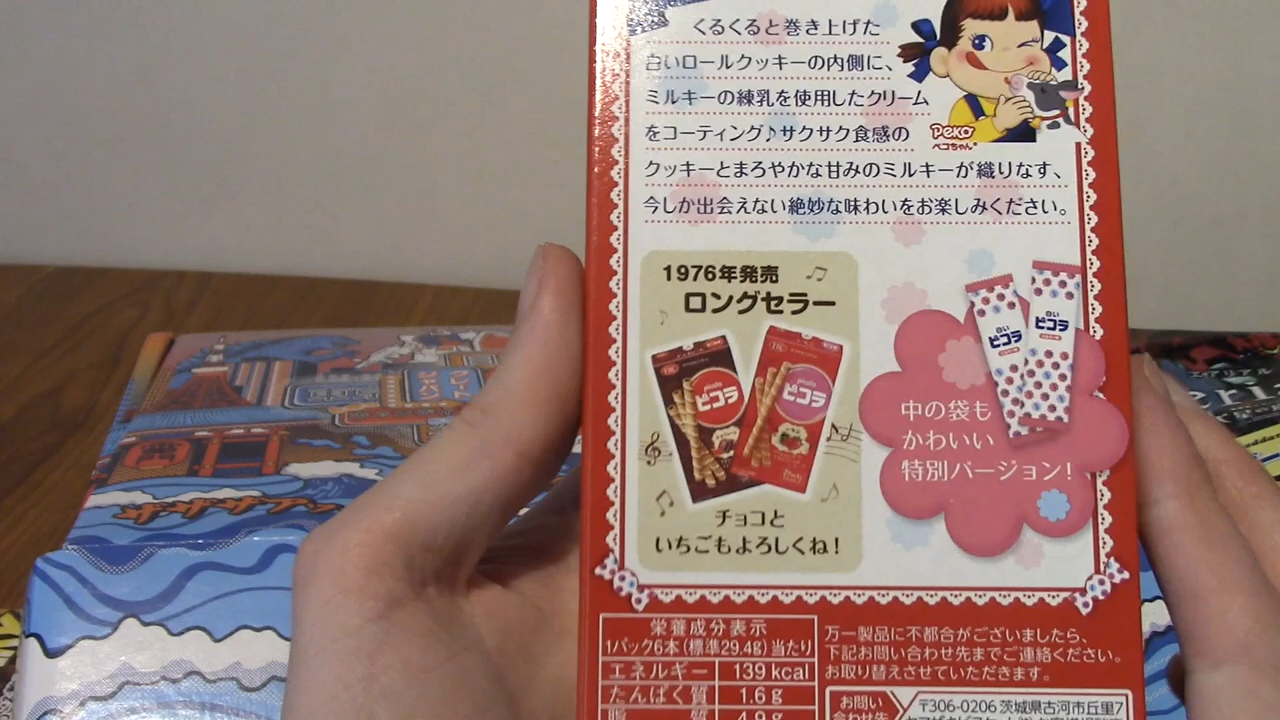 くるくると巻き上げた
白いロールクッキーの内側に、
ミルキーの練乳を使用したクリーム
をコーティング♪サクサク食感の
クッキーとまろやかな甘みのミルキーが織りなす、
今しか出会えない絶妙な味わいをお楽しみください。
Peko
ペコちゃん
1976年発売
ロングセラー
YBC
picola
ピコラ
YBC
picola
ピコラ
チョコと
いちごもよろしくね!
白い
ピコラ
白い
ピコラ
中の袋も
かわいい
特別バージョン!
栄養成分表示
1パック6本(標準29.4g)当たり
エネルギー 139 kcal
たんぱく質 1.6 g
脂 質 4.9 g
万一製品に不都合がございましたら、
下記お問い合わせ先までご連絡ください。
お取り替えさせていただきます。
お問い
合わせ先
〒306-0206 茨城県古河市丘里7